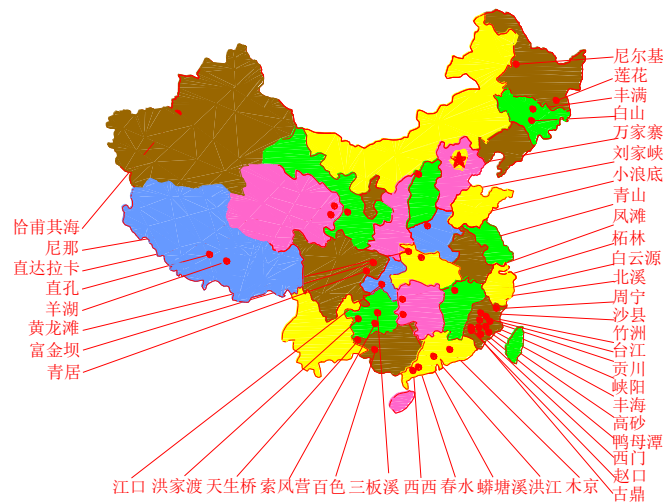 尼尔基
莲花
丰满
白山
万家寨
刘家峡
小浪底
青山
凤滩
柘林
白云源
北溪
周宁
沙县
竹洲
台江
贡川
峡阳
丰海
高砂
鸭母潭
西门
赵口
古鼎
恰甫其海
尼那
直达拉卡
直孔
羊湖
黄龙滩
富金坝
青居
江口 洪家渡 天生桥 索风营 百色 三板溪 西西 春水 蟒塘溪 洪江 木京